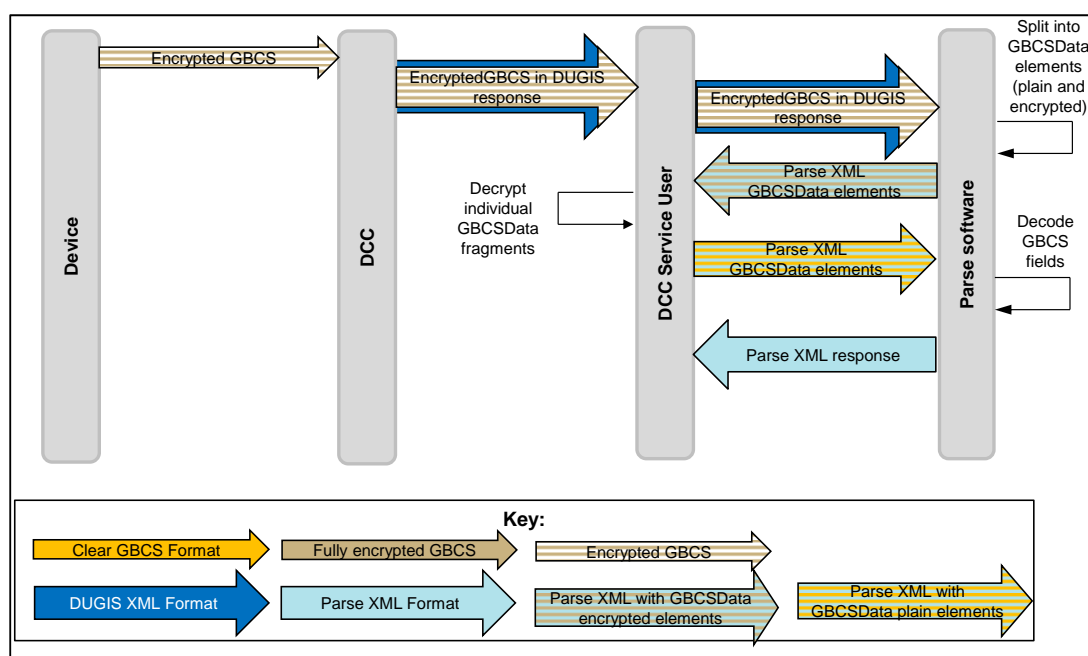 Encrypted GBCS
EncryptedGBCS in DUGIS
response
EncryptedGBCS in DUGIS
response
Split into
GBCSData
elements
(plain and
encrypted)
Parse XML
GBCSData elements
Decrypt
individual
GBCSData
fragments
Parse XML
GBCSData elements
Decode
GBCS
fields
Parse XML response
Device
DCC
DCC Service User
Parse software
Key:
Clear GBCS Format
Fully encrypted GBCS
Encrypted GBCS
DUGIS XML Format
Parse XML Format
Parse XML with GBCSData
encrypted elements
Parse XML with
GBCSData plain elements